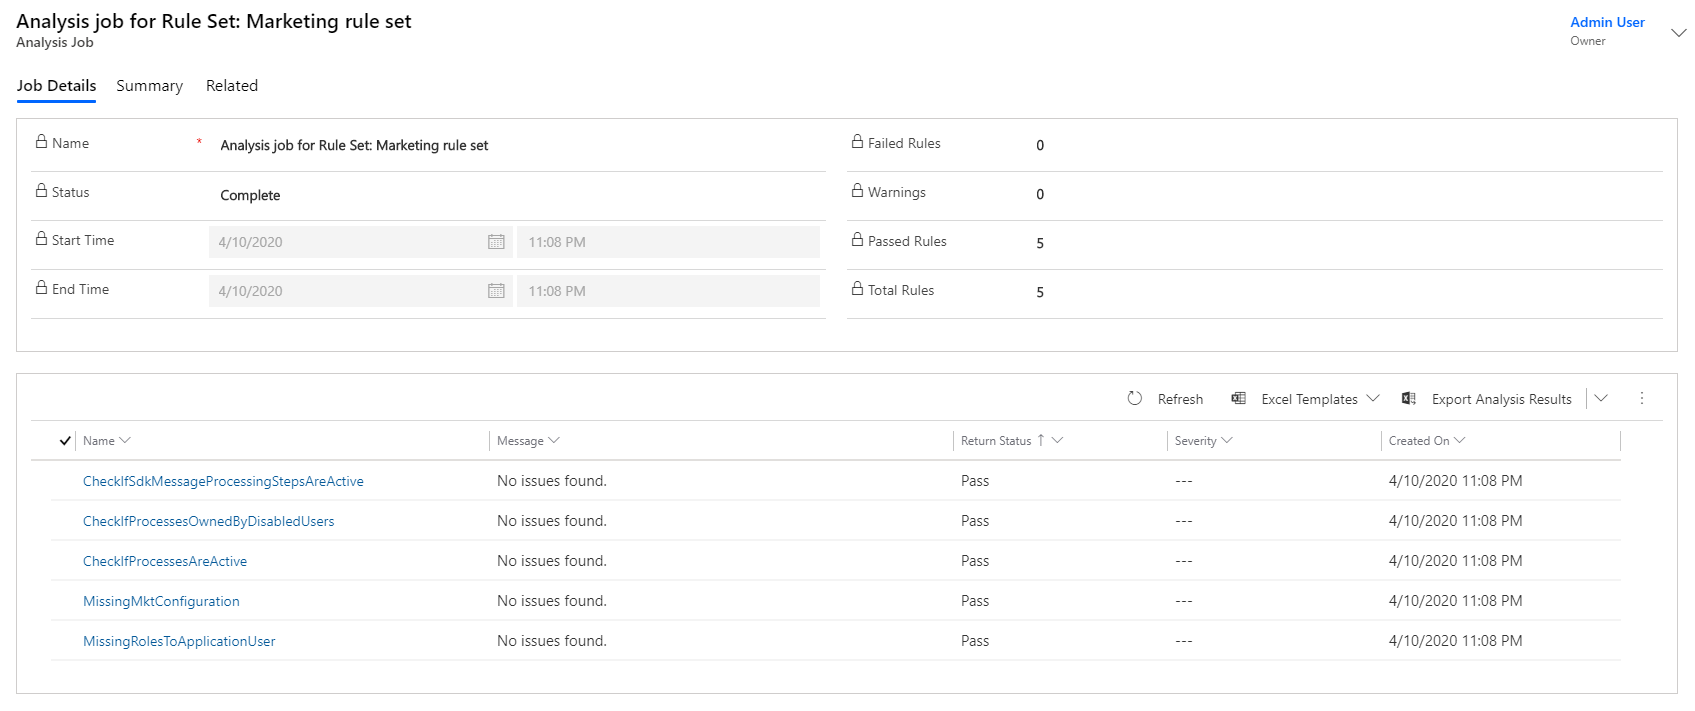 Analysis job for Rule Set: Marketing rule set
Analysis Job
Admin User
Owner
Job Details Summary Related
Name * Analysis job for Rule Set: Marketing rule set
Status Complete
Start Time 4/10/2020 11:08 PM
End Time 4/10/2020 11:08 PM
Failed Rules 0
Warnings 0
Passed Rules 5
Total Rules 5
Refresh Excel Templates Export Analysis Results
Name Message Return Status ↑ Severity Created On
CheckIfSdkMessageProcessingStepsAreActive No issues found. Pass --- 4/10/2020 11:08 PM
CheckIfProcessesOwnedByDisabledUsers No issues found. Pass --- 4/10/2020 11:08 PM
CheckIfProcessesAreActive No issues found. Pass --- 4/10/2020 11:08 PM
MissingMktConfiguration No issues found. Pass --- 4/10/2020 11:08 PM
MissingRolesToApplicationUser No issues found. Pass --- 4/10/2020 11:08 PM